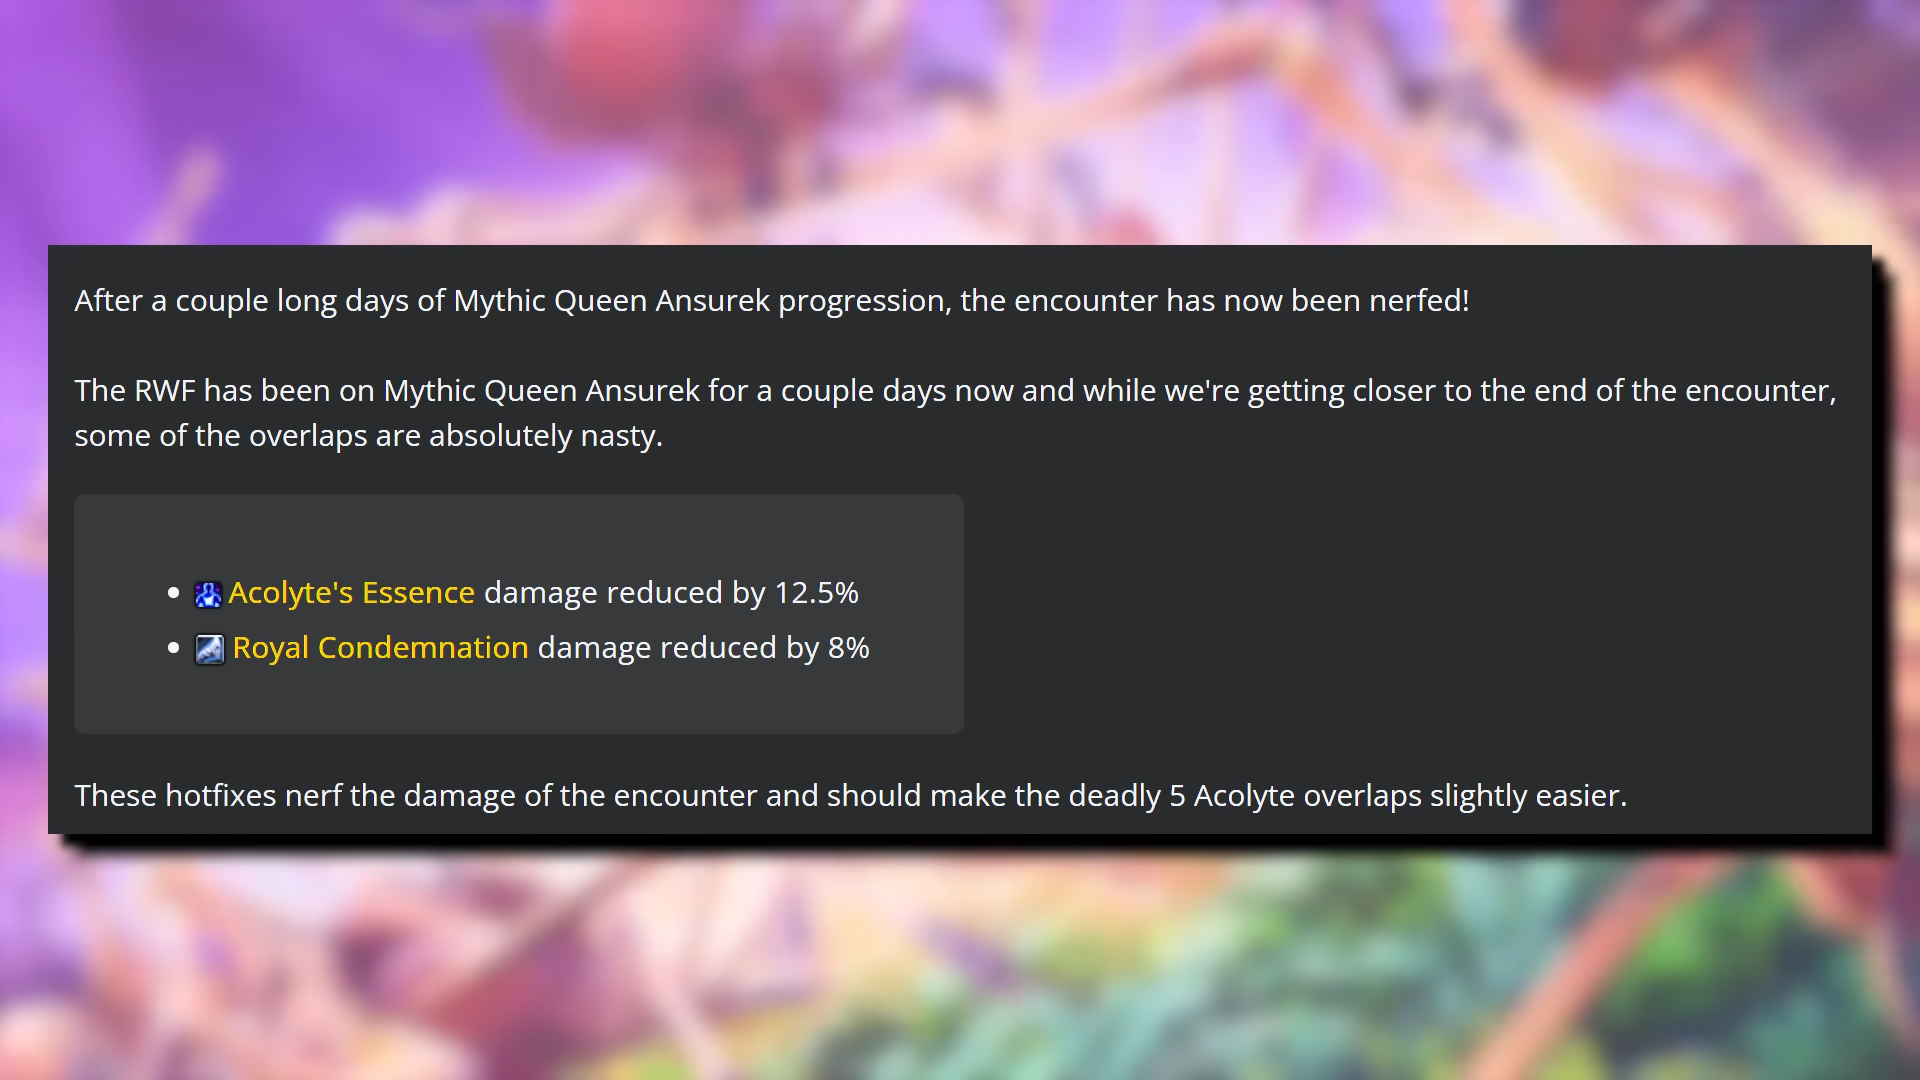 After a couple long days of Mythic Queen Ansurek progression, the encounter has now been nerfed!
The RWF has been on Mythic Queen Ansurek for a couple days now and while we're getting closer to the end of the encounter,
some of the overlaps are absolutely nasty.
• Acolyte's Essence damage reduced by 12.5%
• Royal Condemnation damage reduced by 8%
These hotfixes nerf the damage of the encounter and should make the deadly 5 Acolyte overlaps slightly easier.